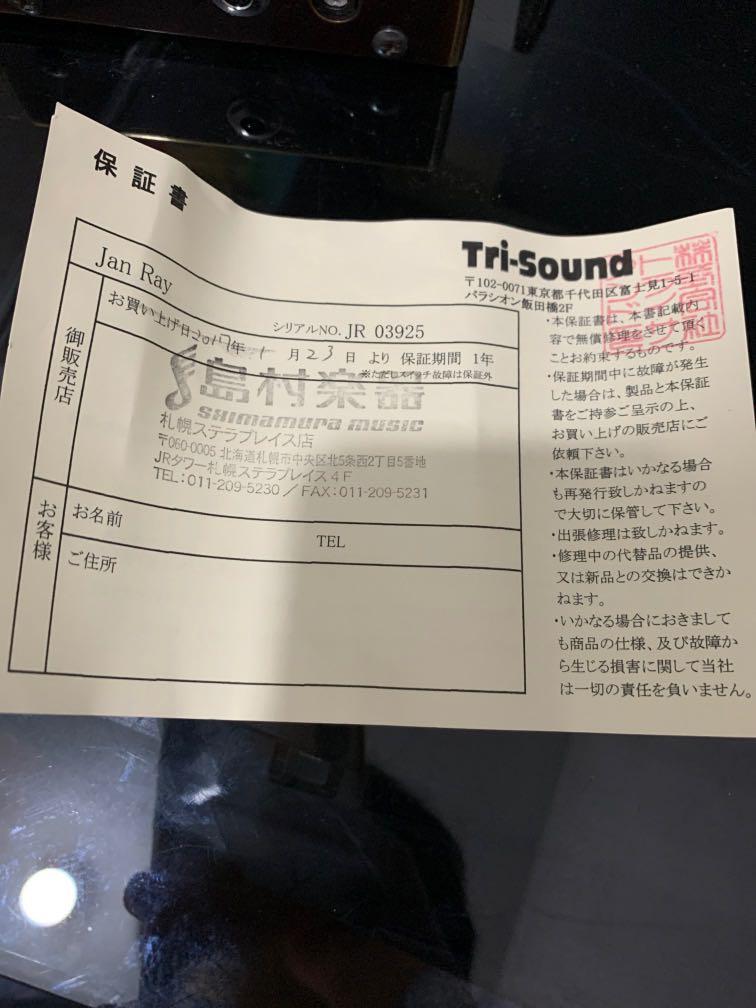 保証書
Jan Ray
シリアルNO. JR 03925
御販売店
お買い上げ日2017年 1 月 23 日 より 保証期間 1年
※ただしスイッチ故障は保証外
島村楽器
shimamura music
札幌ステラプレイス店
〒060-0005 北海道札幌市中央区北5条西2丁目5番地
JRタワー札幌ステラプレイス4F
TEL:011-209-5230/FAX:011-209-5231
お客様
お名前
TEL
ご住所
Tri-Sound
〒102-0071東京都千代田区富士見1-5-1
パラシオン飯田橋2F
・本保証書は、本書記載内
容で無償修理をさせて頂く
ことお約束するものです。
・保証期間中に故障が発生
した場合は、製品と本保証
書をご持参ご呈示の上、
お買い上げの販売店にご
依頼下さい。
・本保証書はいかなる場合
も再発行致しかねますの
で大切に保管して下さい。
・出張修理は致しかねます。
・修理中の代替品の提供、
又は新品との交換はできか
ねます。
・いかなる場合におきまして
も商品の仕様、及び故障か
ら生じる損害に関して当社
は一切の責任を負いません。